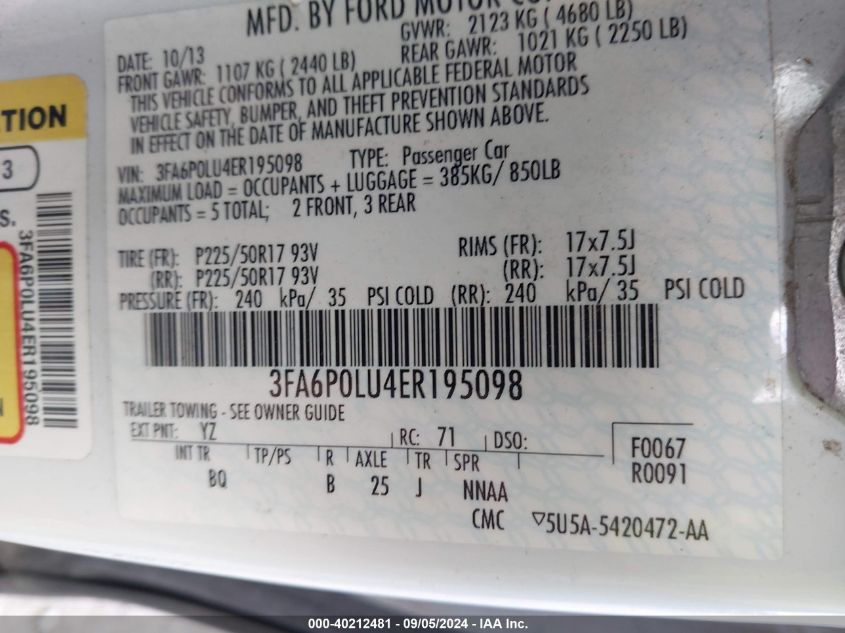 MFD. BY FORD MOTOR CO
DATE: 10/13 GVWR: 2123 KG ( 4680 LB)
FRONT GAWR: 1107 KG ( 2440 LB) REAR GAWR: 1021 KG ( 2250 LB)
THIS VEHICLE CONFORMS TO ALL APPLICABLE FEDERAL MOTOR
VEHICLE SAFETY, BUMPER, AND THEFT PREVENTION STANDARDS
IN EFFECT ON THE DATE OF MANUFACTURE SHOWN ABOVE.
VIN: 3FA6P0LU4ER195098 TYPE: Passenger Car
MAXIMUM LOAD = OCCUPANTS + LUGGAGE = 385KG/ 850LB
OCCUPANTS = 5 TOTAL; 2 FRONT, 3 REAR
TIRE (FR): P225/50R17 93V RIMS (FR): 17x7.5J
(RR): P225/50R17 93V (RR): 17x7.5J
PRESSURE (FR): 240 kPa/ 35 PSI COLD (RR): 240 kPa/ 35 PSI COLD
3FA6P0LU4ER195098
TRAILER TOWING - SEE OWNER GUIDE
EXT PNT: YZ RC: 71 DSO:
INT TR TP/PS R AXLE TR SPR
BQ B 25 J NNAA
F0067
R0091
CMC ▽5U5A-5420472-AA
TION
3
S.
3FA6P0LU4ER195098
N
000-40212481 - 09/05/2024 - IAA Inc.